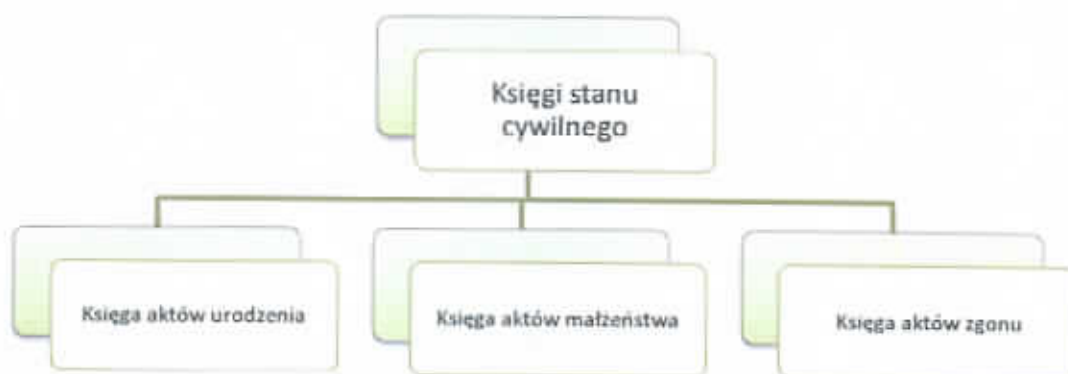 Księgi stanu
cywilnego
Księga aktów urodzenia
Księga aktów małżeństwa
Księga aktów zgonu